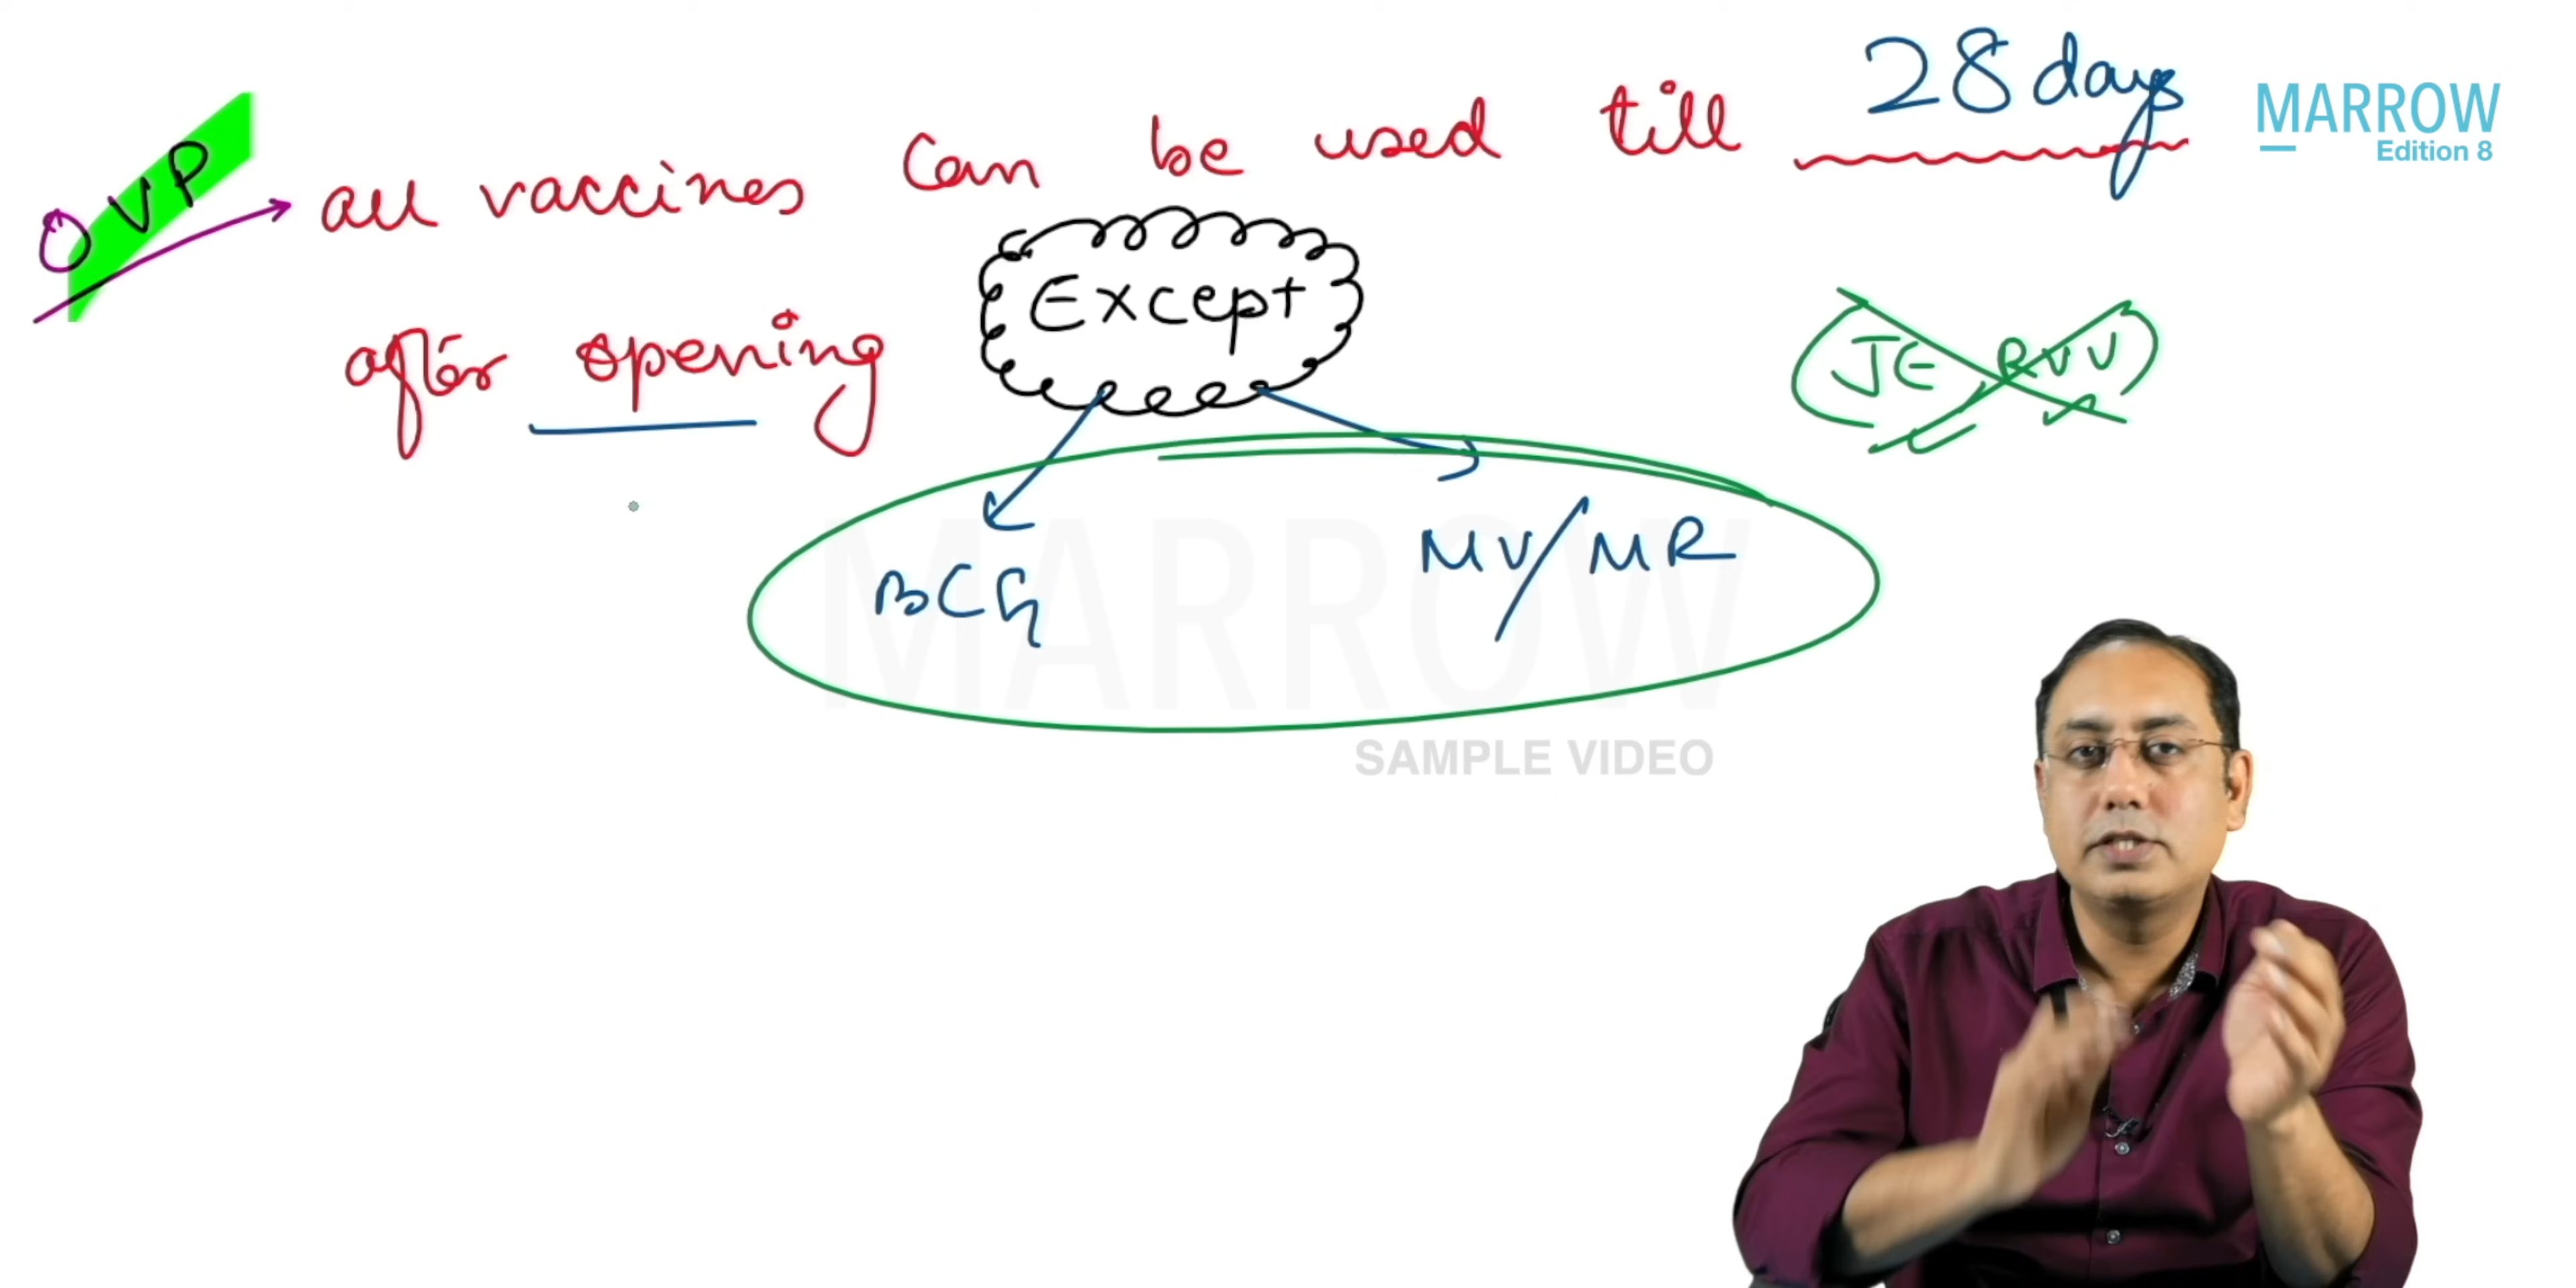 OVP all vaccines can be used till 28 days
MARROW
Edition 8
after opening
Except
(JE, RVV)
BCG
MV/MR
MARROW
SAMPLE VIDEO